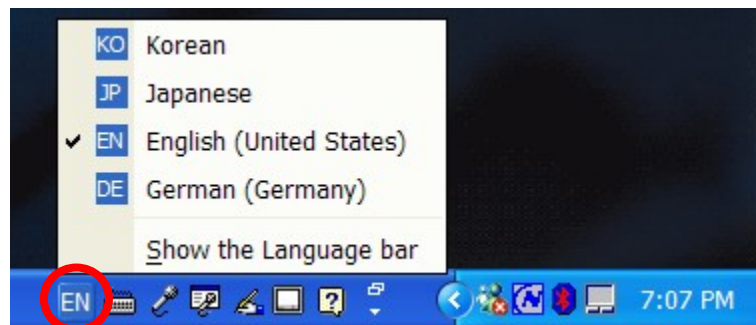 KO Korean
JP Japanese
EN English (United States)
DE German (Germany)
Show the Language bar
EN 7:07 PM